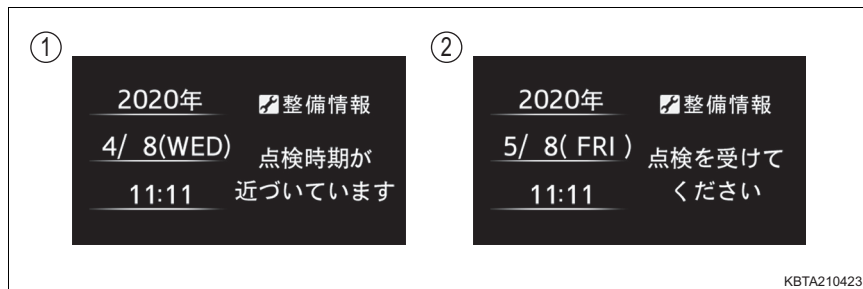 ①
2020年
4/ 8(WED)
11:11
整備情報
点検時期が
近づいています
②
2020年
5/ 8( FRI )
11:11
整備情報
点検を受けて
ください
KBTA210423